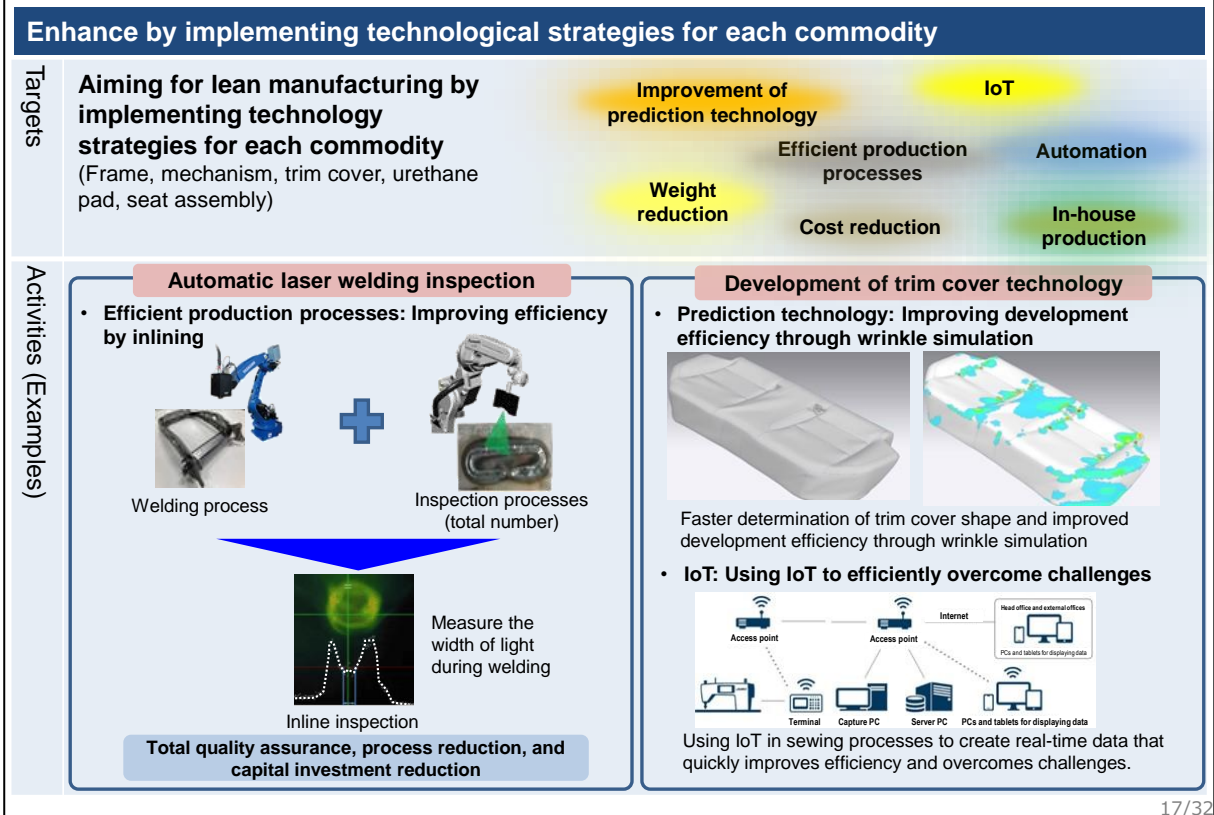 Enhance by implementing technological strategies for each commodity
Targets
Aiming for lean manufacturing by
implementing technology
strategies for each commodity
(Frame, mechanism, trim cover, urethane
pad, seat assembly)
Improvement of
prediction technology
IoT
Efficient production
processes
Automation
Weight
reduction
Cost reduction
In-house
production
Activities (Examples)
Automatic laser welding inspection
• Efficient production processes: Improving efficiency
by inlining
Welding process
Inspection processes
(total number)
Measure the
width of light
during welding
Inline inspection
Total quality assurance, process reduction, and
capital investment reduction
Development of trim cover technology
• Prediction technology: Improving development
efficiency through wrinkle simulation
Faster determination of trim cover shape and improved
development efficiency through wrinkle simulation
• IoT: Using IoT to efficiently overcome challenges
Access point
Access point
Internet
Head office and external offices
PCs and tablets for displaying data
Terminal
Capture PC
Server PC
PCs and tablets for displaying data
Using IoT in sewing processes to create real-time data that
quickly improves efficiency and overcomes challenges.
17/32